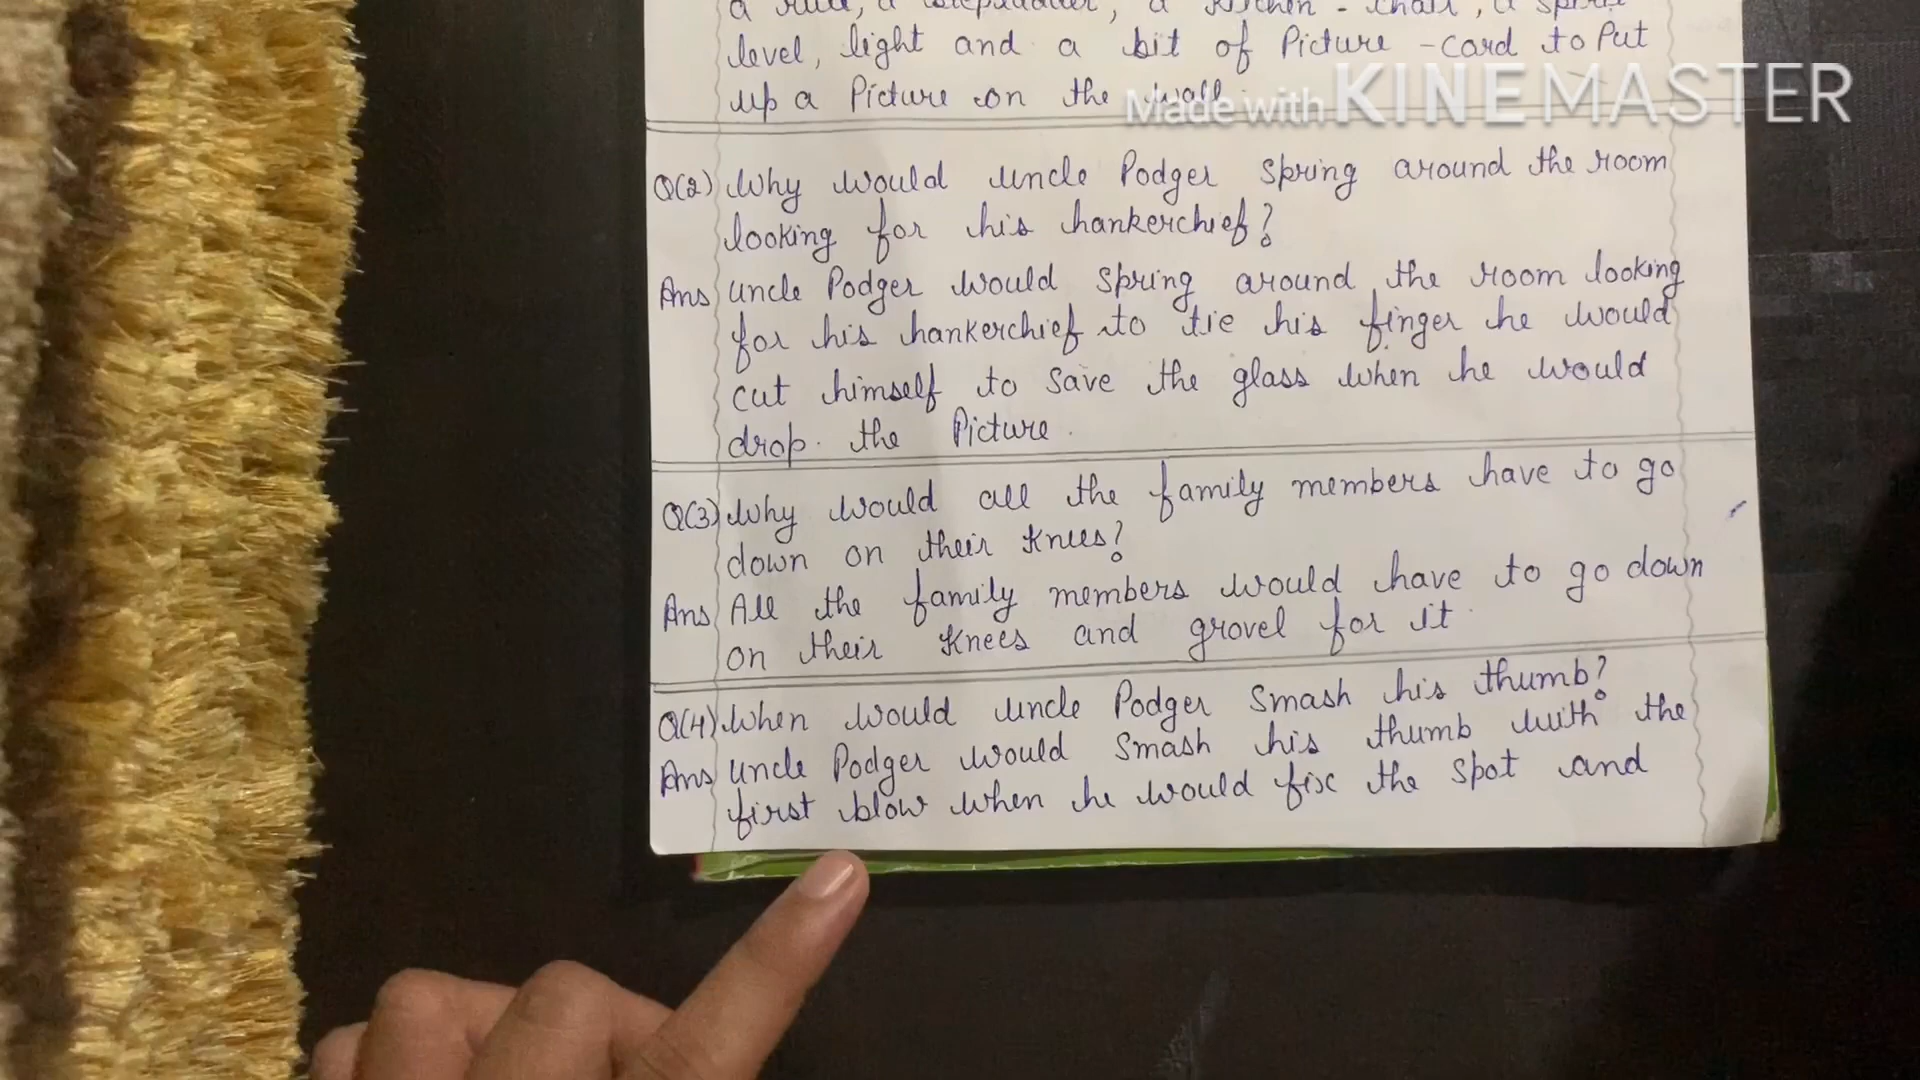 level, light and a bit of Picture - card to Put
up a Picture on the wall.
Made with KINEMASTER
Q(2) Why would uncle Podger spring around the room
looking for his hankerchief?
Ans Uncle Podger would spring around the room looking
for his hankerchief to tie his finger he would
cut himself to save the glass when he would
drop. the Picture.
Q(3) Why would all the family members have to go
down on their knees?
Ans All the family members would have to go down
on their knees and grovel for it.
Q(4) When would uncle Podger smash his thumb?
Ans Uncle Podger would smash his thumb with the
first blow when he would fix the spot and